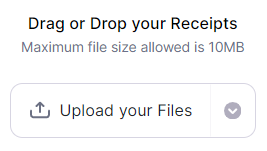 Drag or Drop your Receipts
Maximum file size allowed is 10MB
Upload your Files